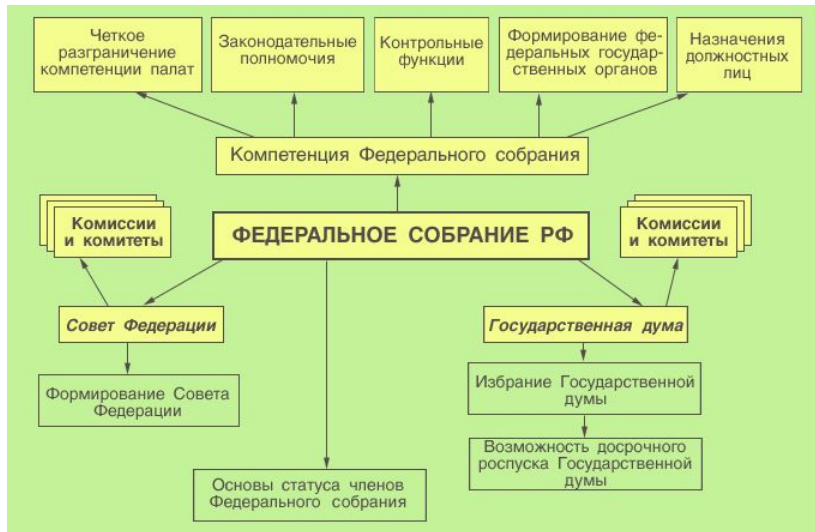 Четкое
разграничение
компетенции палат
Законодательные
полномочия
Контрольные
функции
Формирование фе-
деральных государ-
ственных органов
Назначения
должностных
лиц
Компетенция Федерального собрания
Комиссии
и комитеты
ФЕДЕРАЛЬНОЕ СОБРАНИЕ РФ
Комиссии
и комитеты
Совет Федерации
Государственная дума
Формирование Совета
Федерации
Избрание Государственной
думы
Возможность досрочного
роспуска Государственной
думы
Основы статуса членов
Федерального собрания